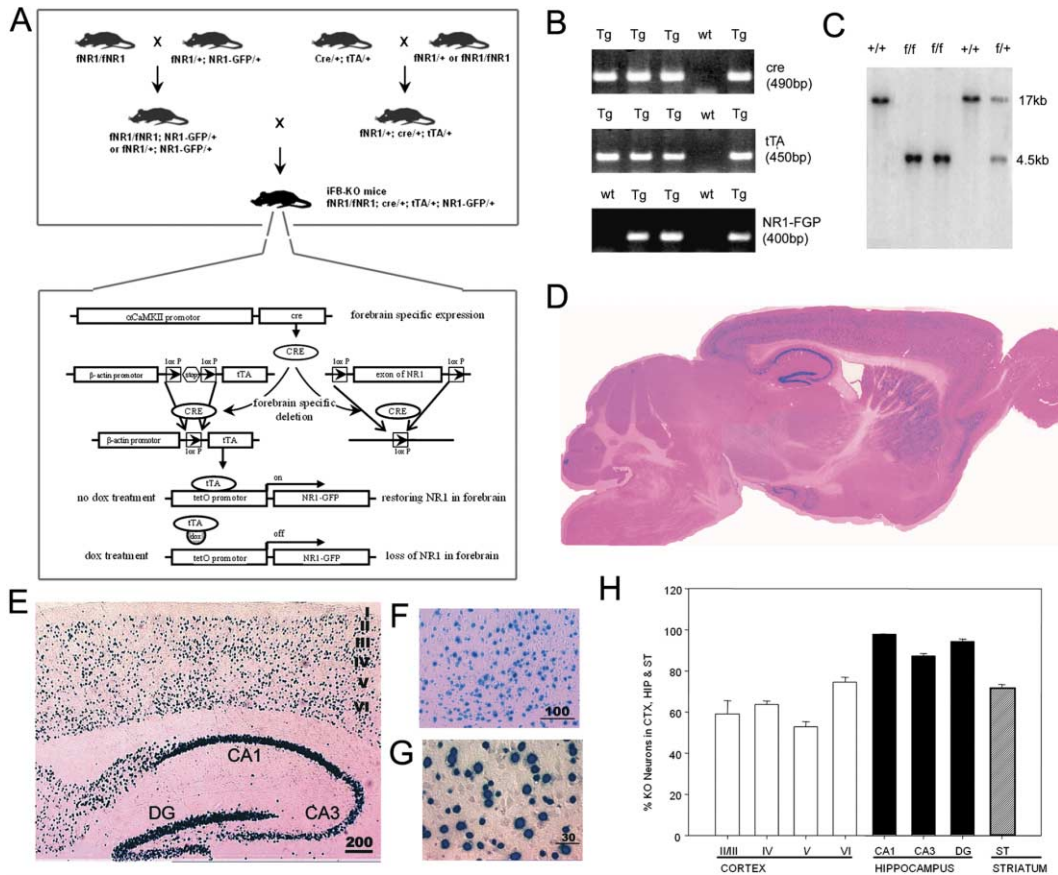 A
X
X
fNR1/fNR1
fNR1/+; NR1-GFP/+
Cre/+; tTA/+
fNR1/+ or fNR1/fNR1
X
fNR1/fNR1; NR1-GFP/+
or fNR1/+; NR1-GFP/+
fNR1/+; cre/+; tTA/+
iFB-KO mice
fNR1/fNR1; cre/+; tTA/+; NR1-GFP/+
αCaMKII promotor
cre
forebrain specific expression
CRE
lox P
lox P
lox P
lox P
β-actin promotor
stop
tTA
exon of NR1
CRE
forebrain specific
deletion
CRE
β-actin promotor
tTA
lox P
lox P
tTA
on
no dox treatment
tetO promotor
NR1-GFP
restoring NR1 in forebrain
tTA
dox
off
dox treatment
tetO promotor
NR1-GFP
loss of NR1 in forebrain
B
Tg Tg Tg wt Tg
cre
(490bp)
Tg Tg Tg wt Tg
tTA
(450bp)
wt Tg Tg wt Tg
NR1-FGP
(400bp)
C
+/+ f/f f/f +/+ f/+
17kb
4.5kb
D
E
I
II
III
IV
V
VI
CA1
DG
CA3
200
F
100
G
30
H
% KO Neurons in CTX, HIP & ST
120
100
80
60
40
20
0
II/III IV V VI CA1 CA3 DG ST
CORTEX HIPPOCAMPUS STRIATUM